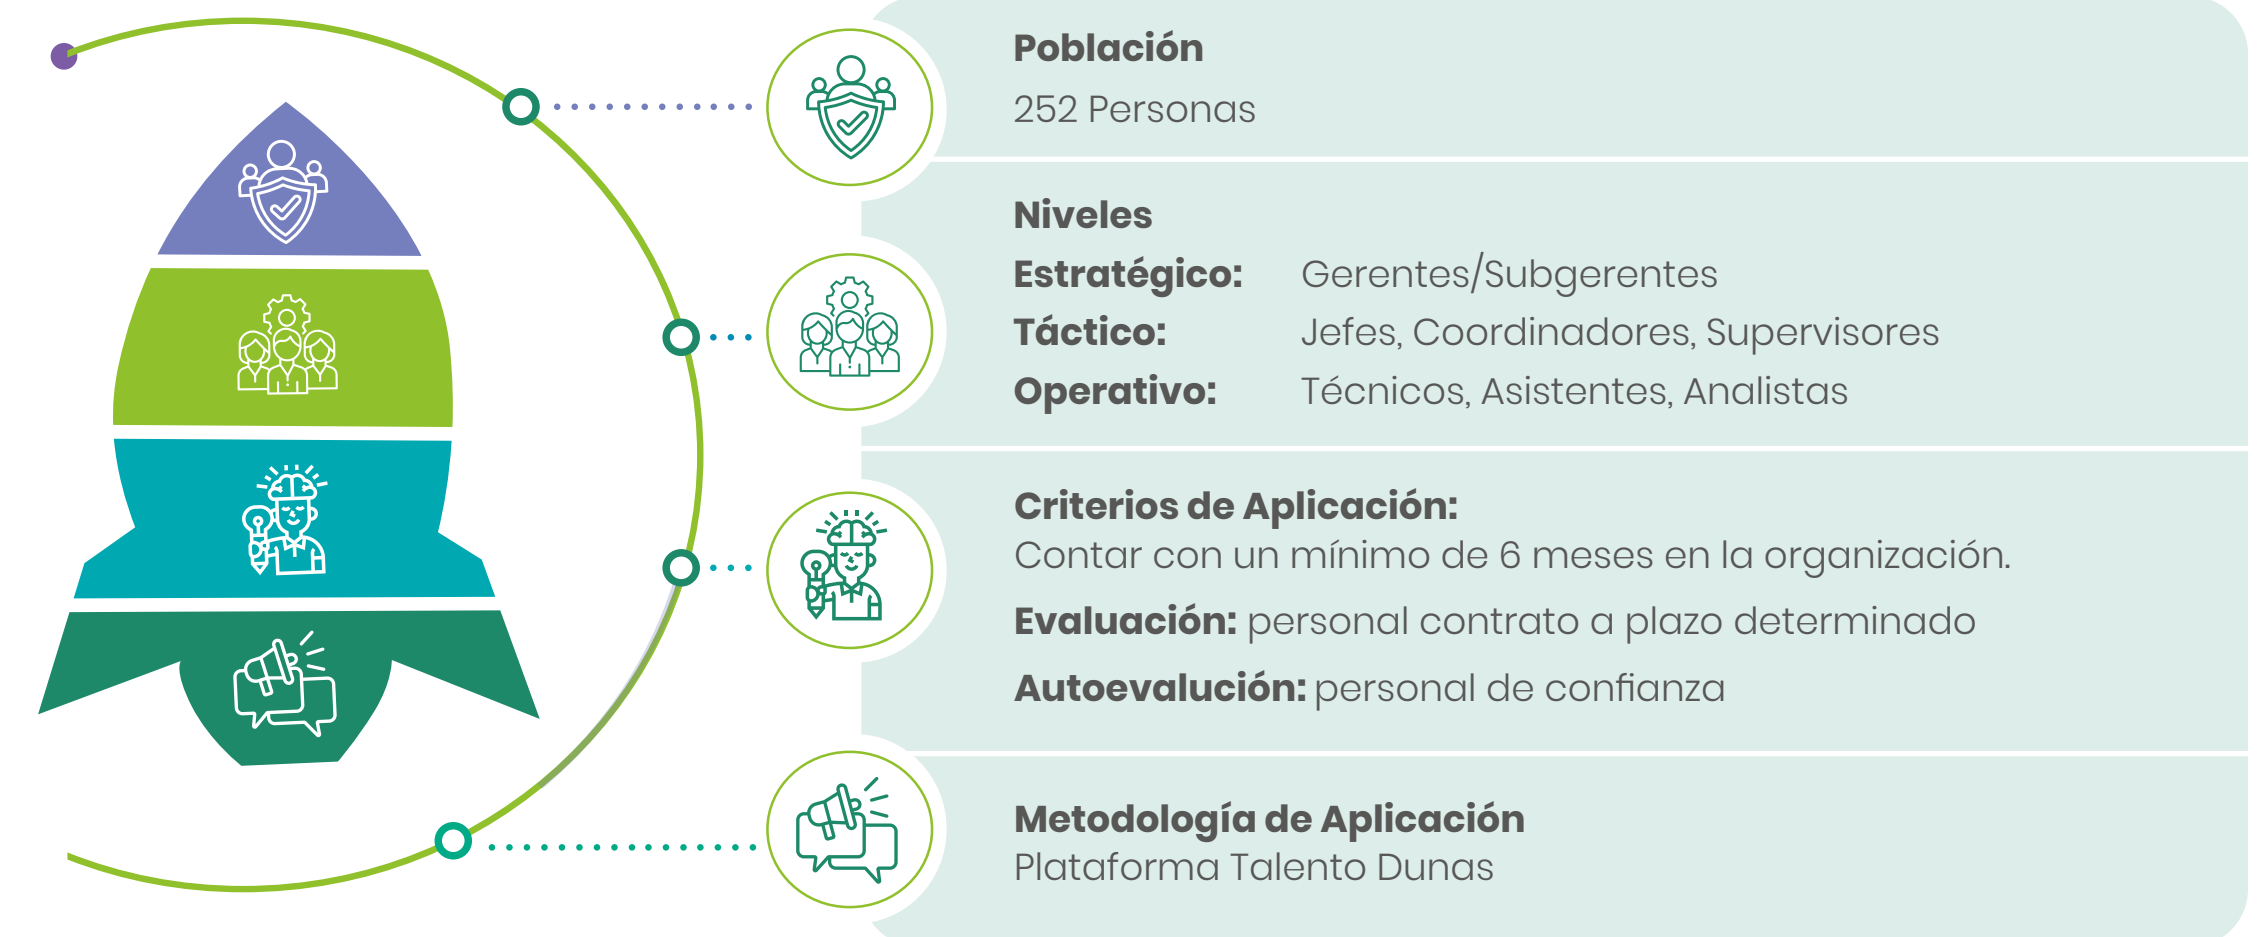 Población
252 Personas
Niveles
Estratégico: Gerentes/Subgerentes
Táctico: Jefes, Coordinadores, Supervisores
Operativo: Técnicos, Asistentes, Analistas
Criterios de Aplicación:
Contar con un mínimo de 6 meses en la organización.
Evaluación: personal contrato a plazo determinado
Autoevalución: personal de confianza
Metodología de Aplicación
Plataforma Talento Dunas